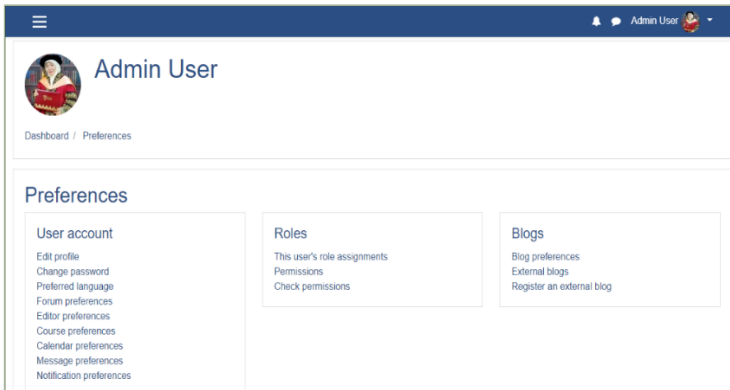 Admin User
Admin User
Dashboard / Preferences
Preferences
User account
Edit profile
Change password
Preferred language
Forum preferences
Editor preferences
Course preferences
Calendar preferences
Message preferences
Notification preferences
Roles
This user's role assignments
Permissions
Check permissions
Blogs
Blog preferences
External blogs
Register an external blog